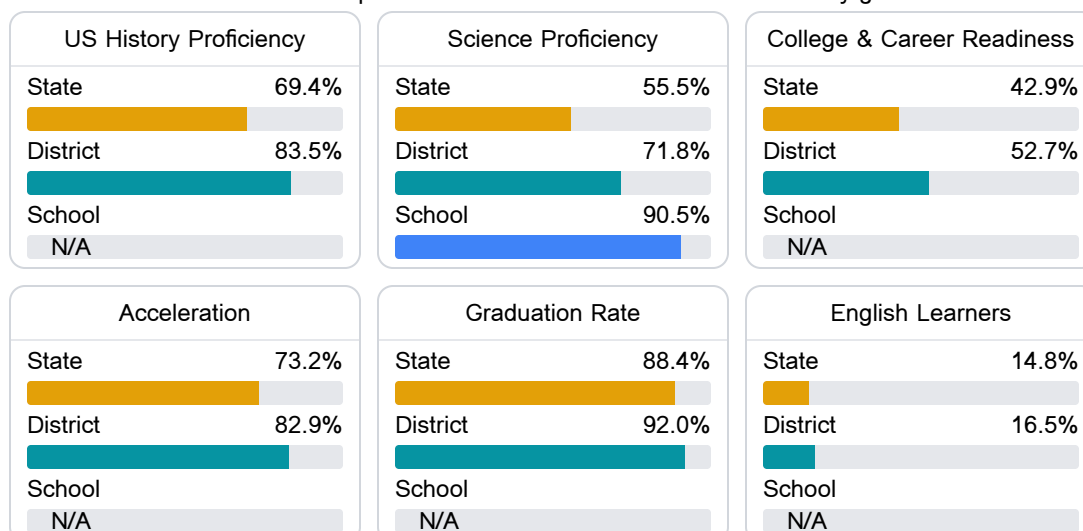 US History Proficiency
State 69.4%
District 83.5%
School
N/A
Science Proficiency
State 55.5%
District 71.8%
School 90.5%
College & Career Readiness
State 42.9%
District 52.7%
School
N/A
Acceleration
State 73.2%
District 82.9%
School
N/A
Graduation Rate
State 88.4%
District 92.0%
School
N/A
English Learners
State 14.8%
District 16.5%
School
N/A